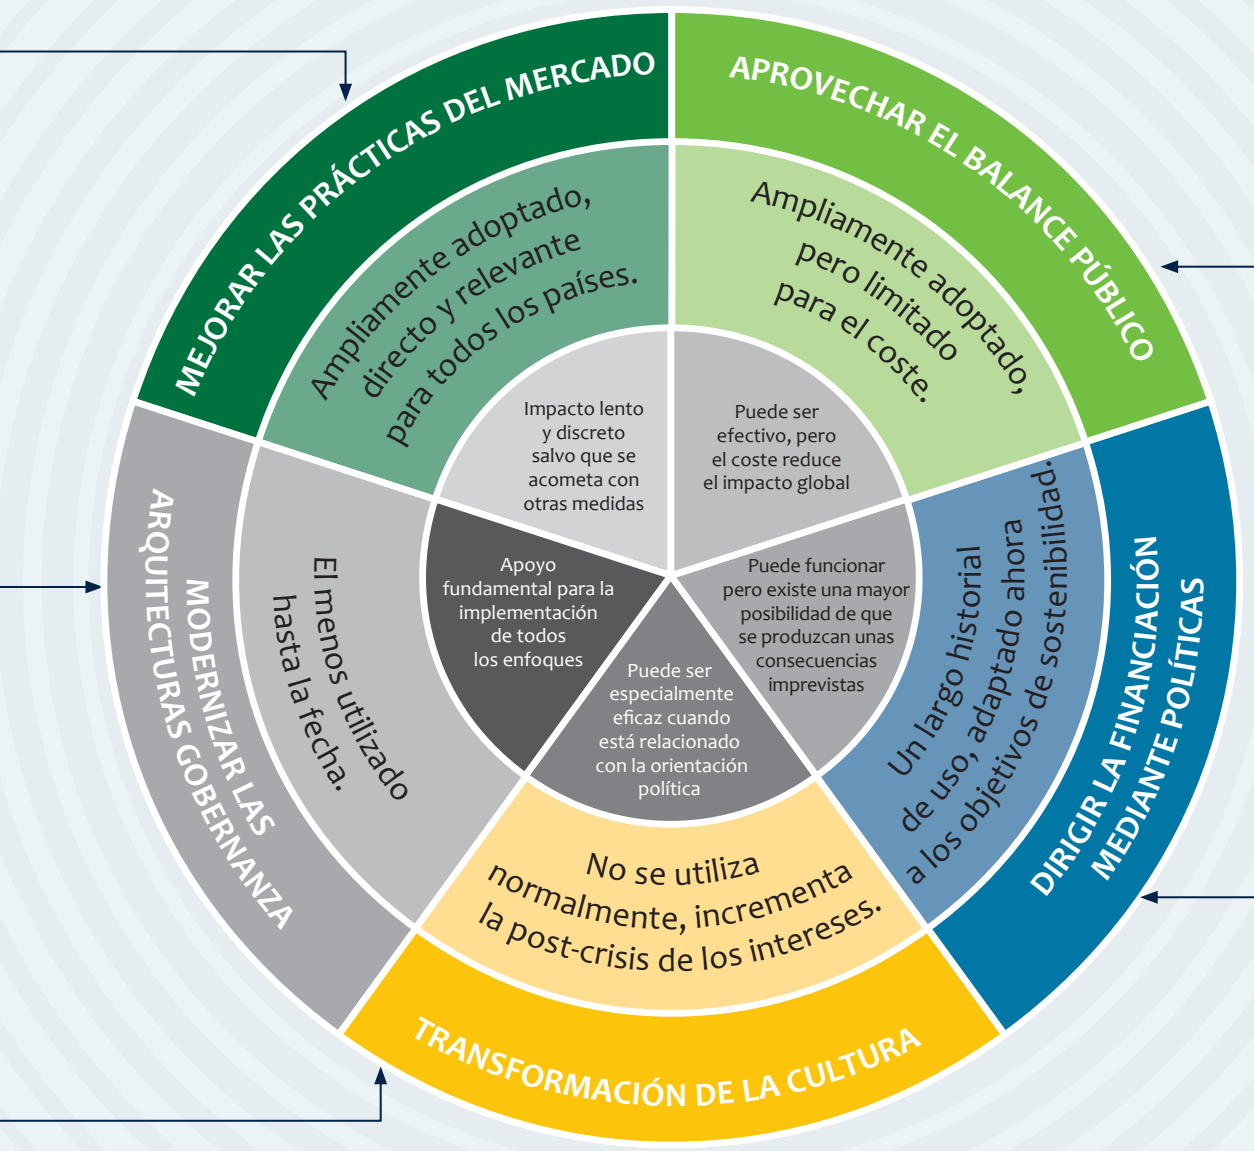 MEJORAR LAS PRÁCTICAS DEL MERCADO
Ampliamente adoptado,
directo y relevante
para todos los países.
Impacto lento
y discreto
salvo que se
acometa con
otras medidas
APROVECHAR EL BALANCE PÚBLICO
Ampliamente adoptado,
pero limitado
para el coste.
Puede ser
efectivo, pero
el coste reduce
el impacto global
DIRIGIR LA FINANCIACIÓN
MEDIANTE POLÍTICAS
Un largo historial
de uso, adaptado ahora
a los objetivos de sostenibilidad.
Puede funcionar
pero existe una mayor
posibilidad de que
se produzcan unas
consecuencias
imprevistas
TRANSFORMACIÓN DE LA CULTURA
No se utiliza
normalmente, incrementa
la post-crisis de los intereses.
Puede ser
especialmente
eficaz cuando
está relacionado
con la orientación
política
MODERNIZAR LAS
ARQUITECTURAS GOBERNANZA
El menos utilizado
hasta la fecha.
Apoyo
fundamental para la
implementación
de todos
los enfoques